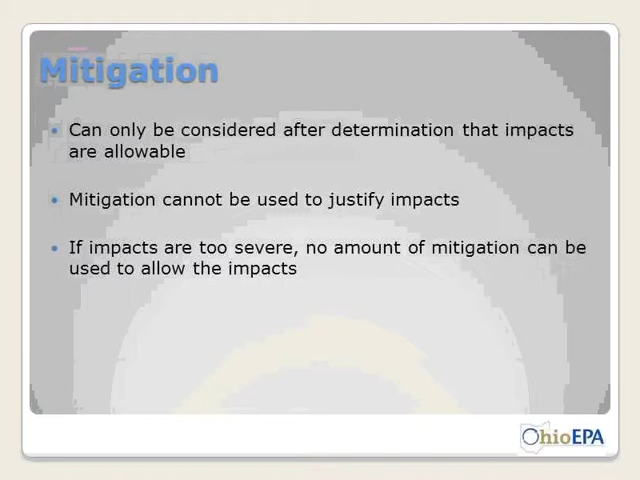 Mitigation
Can only be considered after determination that impacts
are allowable
Mitigation cannot be used to justify impacts
If impacts are too severe, no amount of mitigation can be
used to allow the impacts
OhioEPA